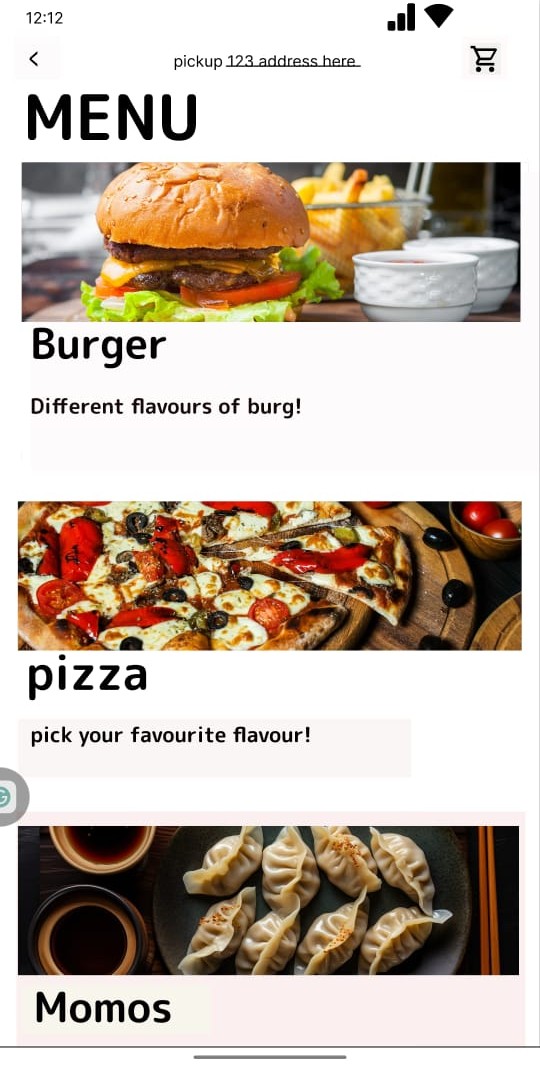 12:12
pickup 123 address here
MENU
Burger
Different flavours of burg!
pizza
pick your favourite flavour!
Momos